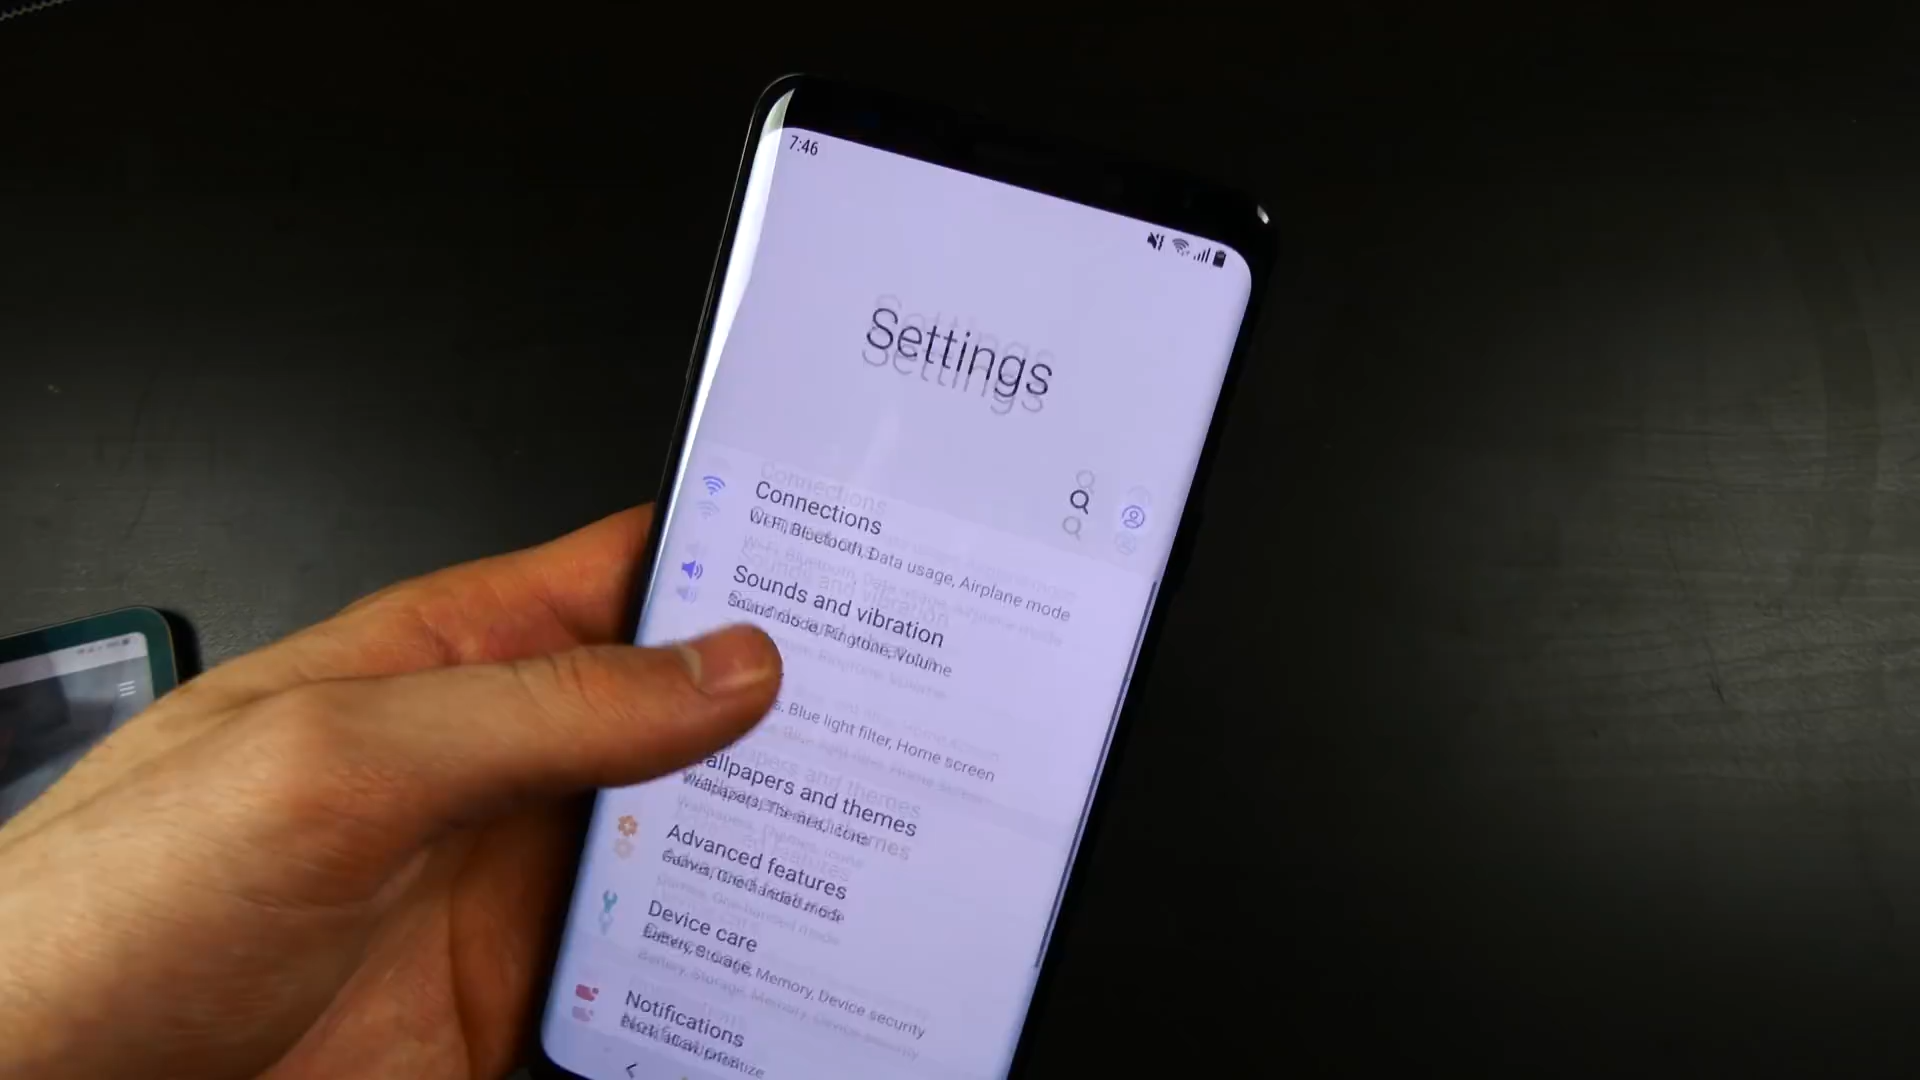 7:46
Settings
Connections
Wi-Fi, Bluetooth, Data usage, Airplane mode
Sounds and vibration
Sound mode, Ringtone, Volume
Blue light filter, Home screen
allpapers and themes
Wallpapers, Themes, Icons
Advanced features
Games, One-handed mode
Device care
Battery, Storage, Memory, Device security
Notifications
Block, allow, prioritize